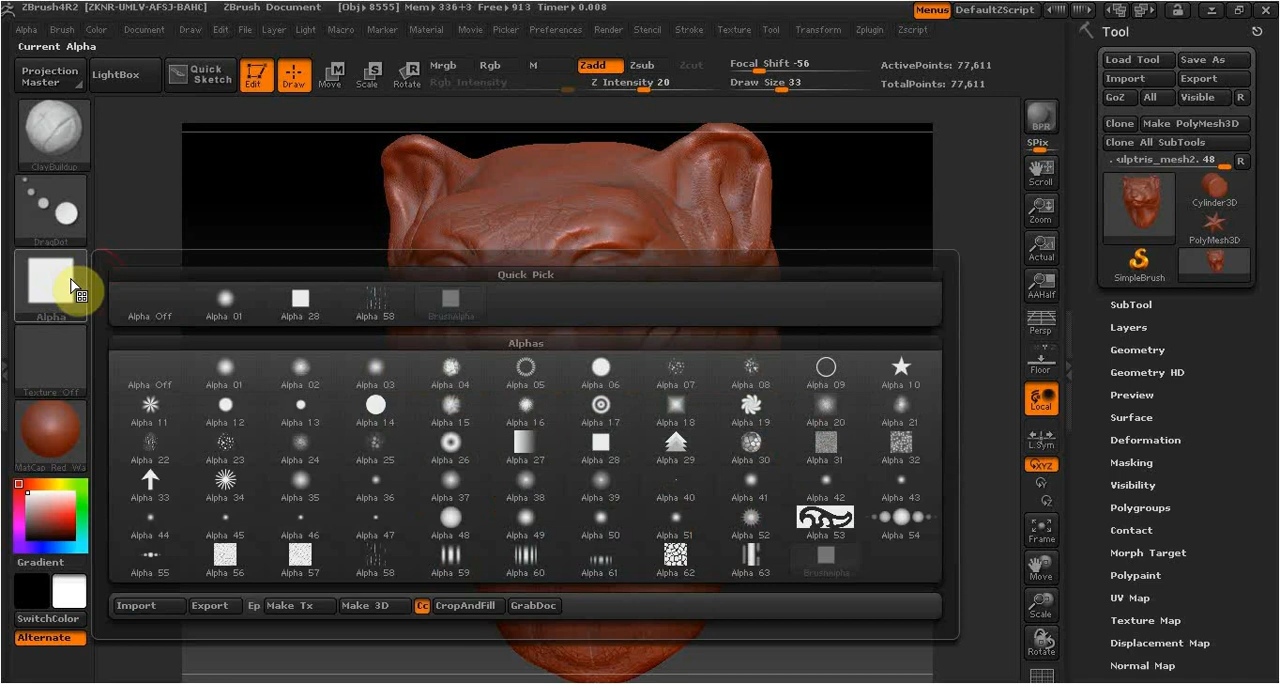 ZBrush4R2 [ZKNR-UMLV-AFSJ-BAHC] ZBrush Document [Obj▸8555] Mem▸336+3 Free▸913 Timer▸0.008 Menus DefaultZScript
Alpha Brush Color Document Draw Edit File Layer Light Macro Marker Material Movie Picker Preferences Render Stencil Stroke Texture Tool Transform Zplugin Zscript
Current Alpha
Projection Master
LightBox
Quick Sketch
Edit Draw Move Scale Rotate
Mrgb Rgb M
Rgb Intensity
Zadd Zsub Zcut
Z Intensity 20
Focal Shift -56
Draw Size 33
ActivePoints: 77,611
TotalPoints: 77,611
ClayBuildup
DragDot
Alpha
Texture Off
MatCap Red Wa
Gradient
SwitchColor
Alternate
Quick Pick
Alpha Off Alpha 01 Alpha 28 Alpha 58 BrushAlpha
Alphas
Alpha Off Alpha 01 Alpha 02 Alpha 03 Alpha 04 Alpha 05 Alpha 06 Alpha 07 Alpha 08 Alpha 09 Alpha 10
Alpha 11 Alpha 12 Alpha 13 Alpha 14 Alpha 15 Alpha 16 Alpha 17 Alpha 18 Alpha 19 Alpha 20 Alpha 21
Alpha 22 Alpha 23 Alpha 24 Alpha 25 Alpha 26 Alpha 27 Alpha 28 Alpha 29 Alpha 30 Alpha 31 Alpha 32
Alpha 33 Alpha 34 Alpha 35 Alpha 36 Alpha 37 Alpha 38 Alpha 39 Alpha 40 Alpha 41 Alpha 42 Alpha 43
Alpha 44 Alpha 45 Alpha 46 Alpha 47 Alpha 48 Alpha 49 Alpha 50 Alpha 51 Alpha 52 Alpha 53 Alpha 54
Alpha 55 Alpha 56 Alpha 57 Alpha 58 Alpha 59 Alpha 60 Alpha 61 Alpha 62 Alpha 63 BrushAlpha
Import Export Ep Make Tx Make 3D Cc CropAndFill GrabDoc
BPR
SPix
Scroll
Zoom
Actual
AAHalf
Persp
Floor
Local
L.Sym
XYZ
Frame
Move
Scale
Rotate
Tool
Load Tool Save As
Import Export
GoZ All Visible R
Clone Make PolyMesh3D
Clone All SubTools
. ulptris_mesh2. 48 R
Cylinder3D
PolyMesh3D
SimpleBrush
SubTool
Layers
Geometry
Geometry HD
Preview
Surface
Deformation
Masking
Visibility
Polygroups
Contact
Morph Target
Polypaint
UV Map
Texture Map
Displacement Map
Normal Map